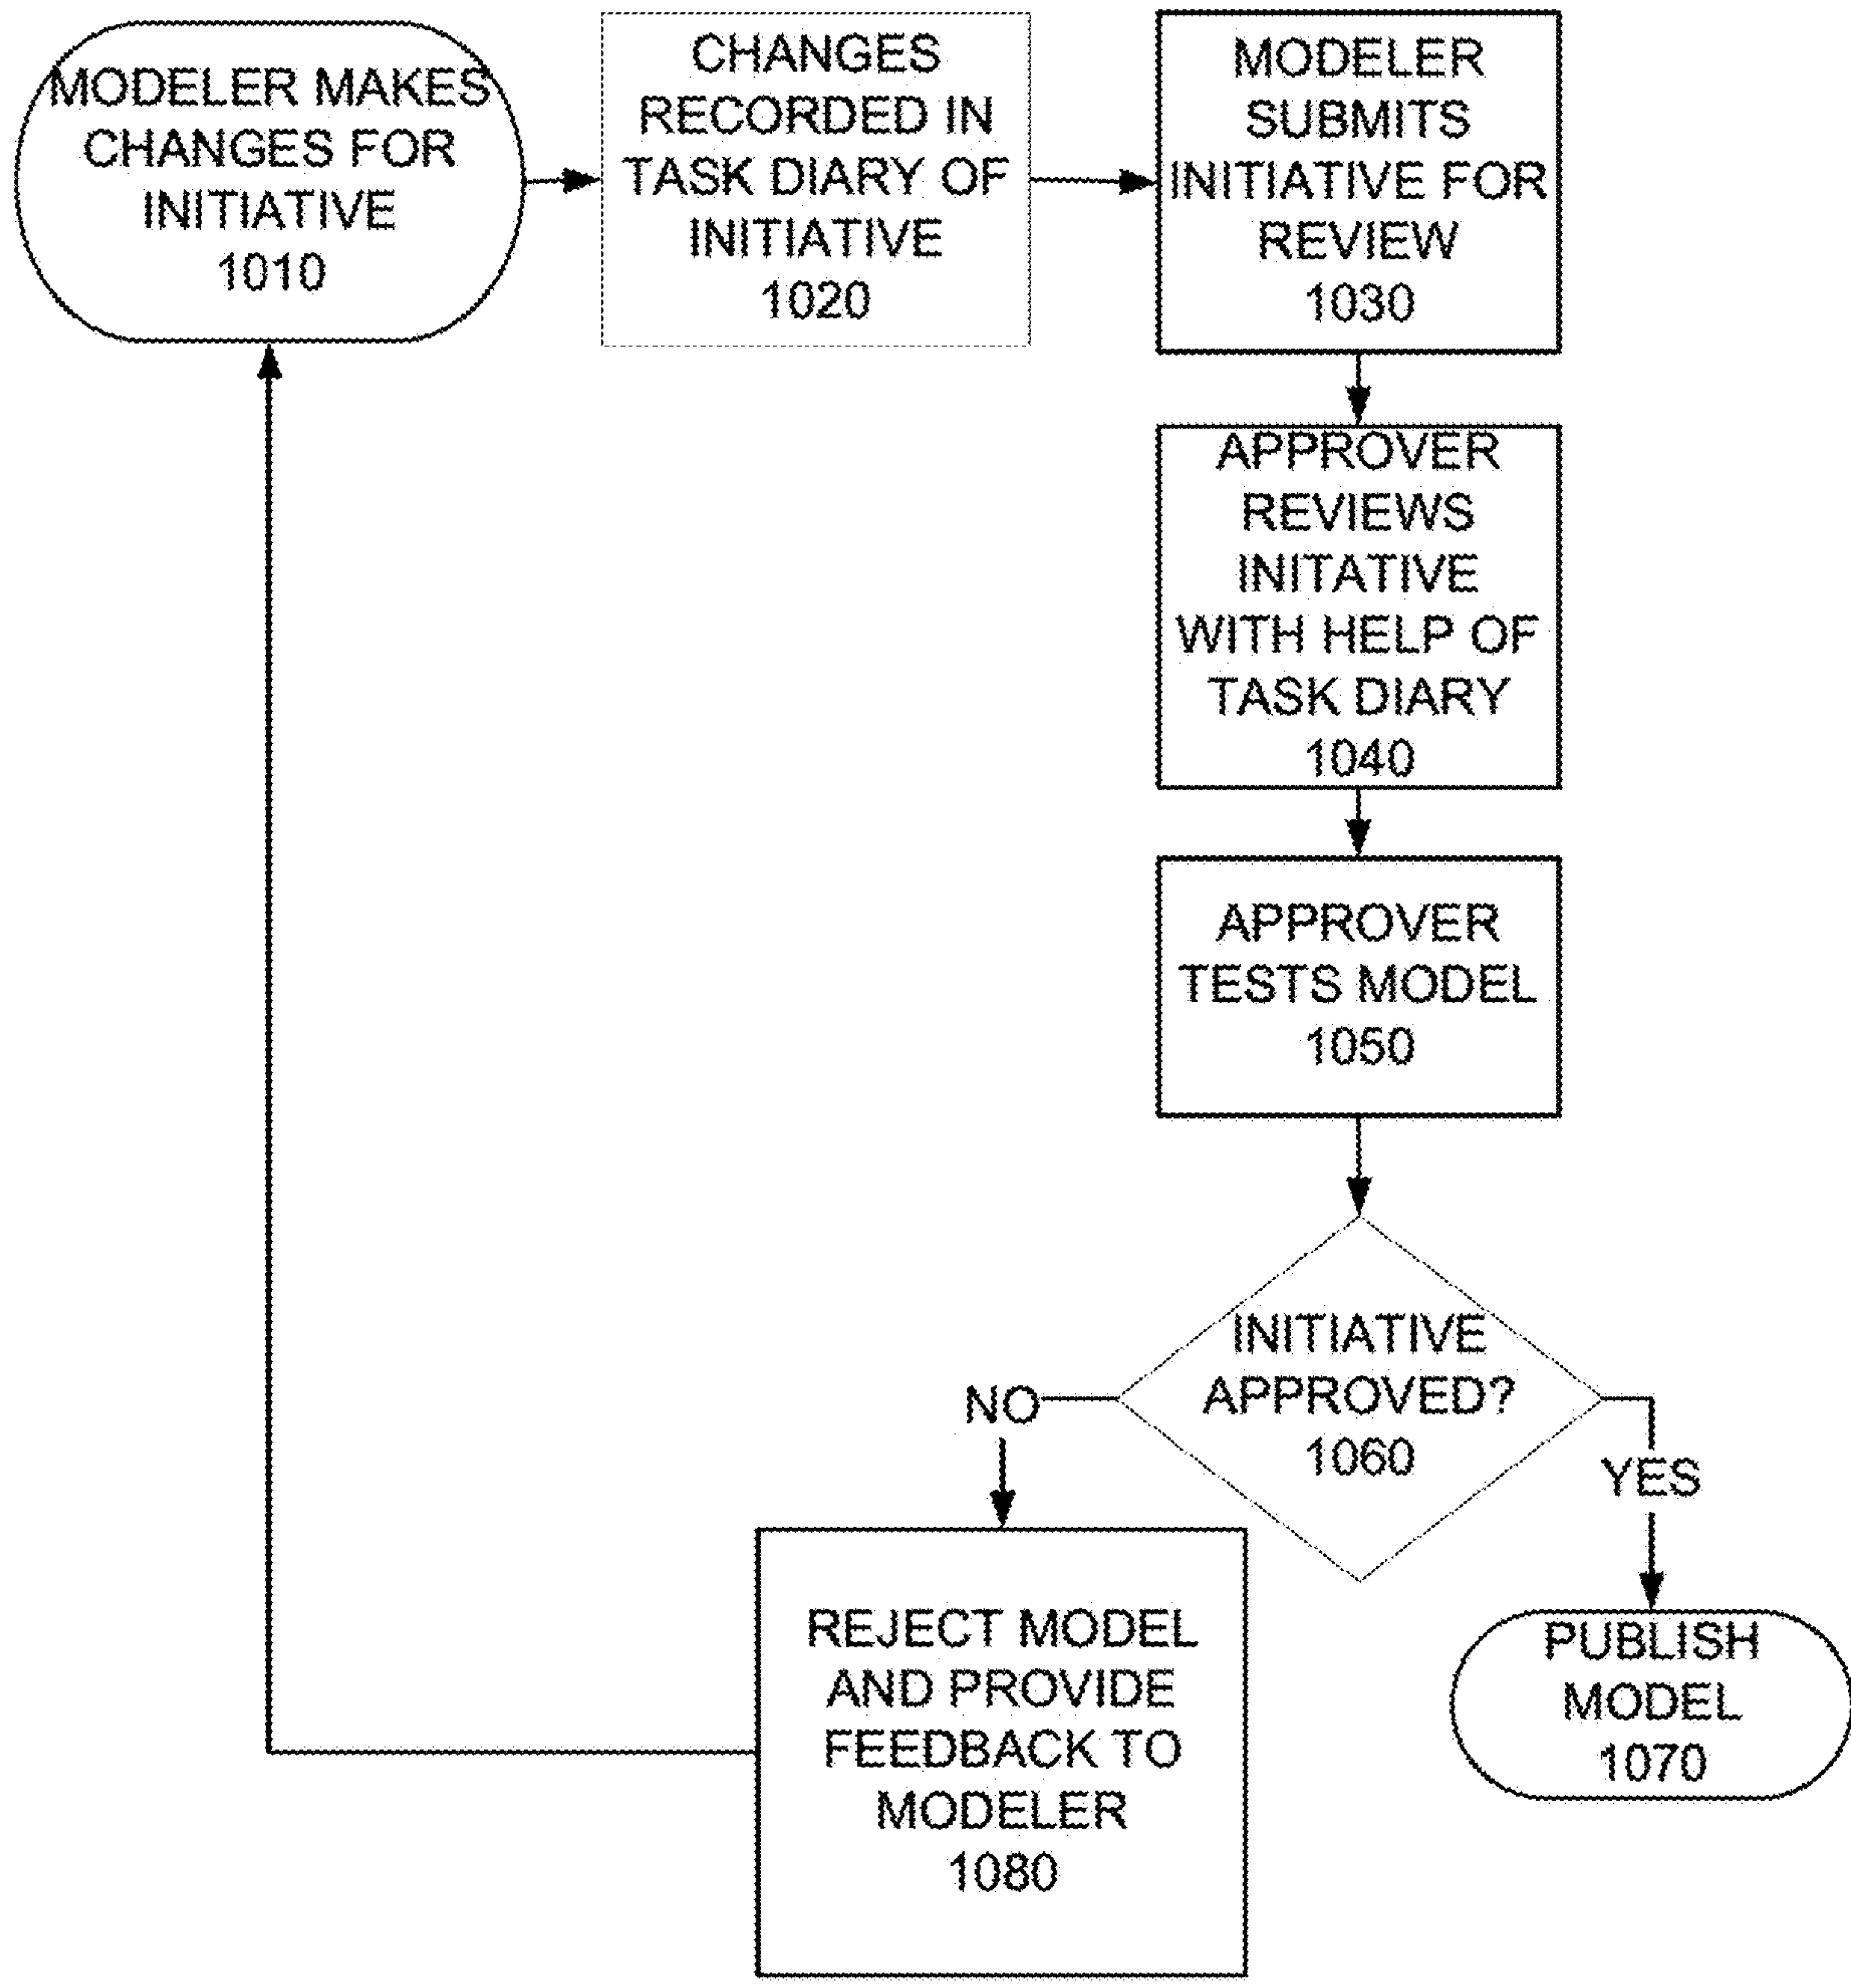 MODELER MAKES
CHANGES FOR
INITIATIVE
1010
CHANGES
RECORDED IN
TASK DIARY OF
INITIATIVE
1020
MODELER
SUBMITS
INITIATIVE FOR
REVIEW
1030
APPROVER
REVIEWS
INITATIVE
WITH HELP OF
TASK DIARY
1040
APPROVER
TESTS MODEL
1050
INITIATIVE
APPROVED?
1060
NO
YES
REJECT MODEL
AND PROVIDE
FEEDBACK TO
MODELER
1080
PUBLISH
MODEL
1070